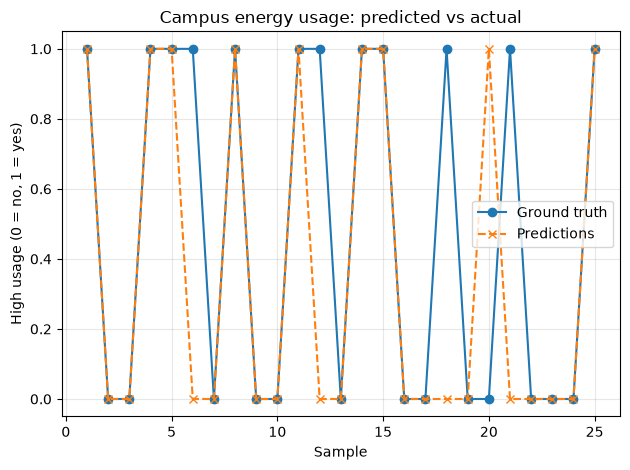 Campus energy usage: predicted vs actual
High usage (0 = no, 1 = yes)
1.0
0.8
0.6
0.4
0.2
0.0
Ground truth
Predictions
0 5 10 15 20 25
Sample